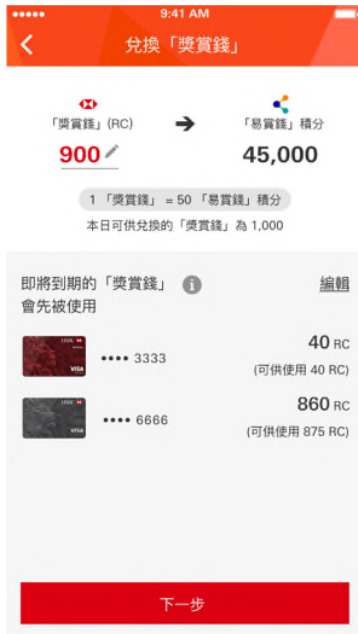 9:41 AM
兌換「獎賞錢」
「獎賞錢」(RC)
「易賞錢」積分
900
45,000
1 「獎賞錢」 = 50 「易賞錢」積分
本日可供兌換的「獎賞錢」為 1,000
即將到期的「獎賞錢」
會先被使用
編輯
VISA
•••• 3333
40 RC
(可供使用 40 RC)
VISA
•••• 6666
860 RC
(可供使用 875 RC)
下一步